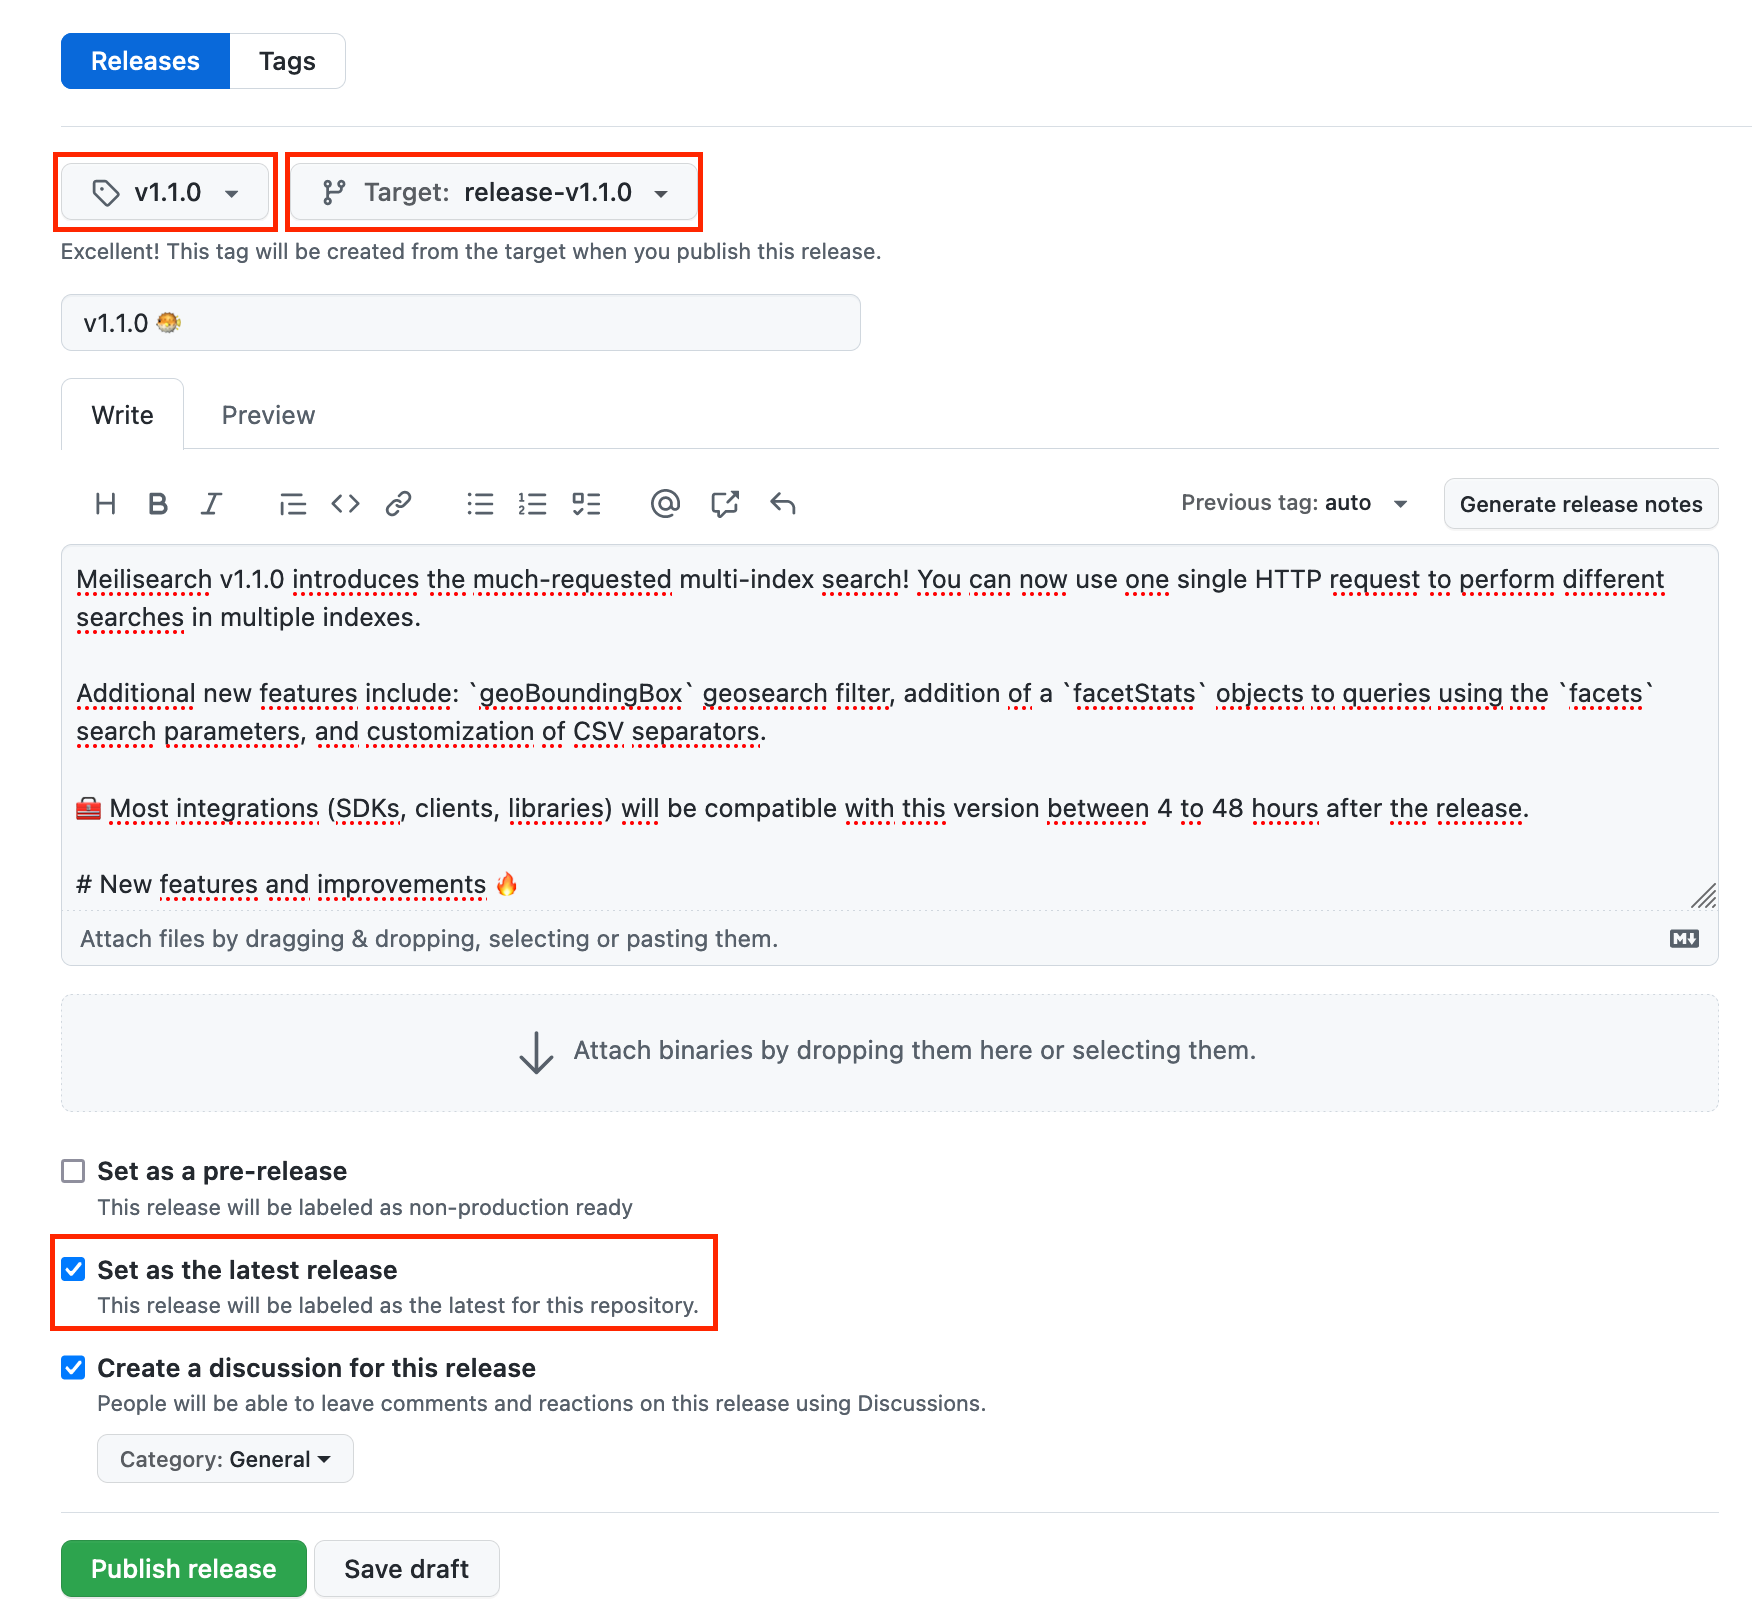 Releases Tags
v1.1.0 Target: release-v1.1.0
Excellent! This tag will be created from the target when you publish this release.
v1.1.0 🐡
Write Preview
Previous tag: auto Generate release notes
Meilisearch v1.1.0 introduces the much-requested multi-index search! You can now use one single HTTP request to perform different
searches in multiple indexes.
Additional new features include: `geoBoundingBox` geosearch filter, addition of a `facetStats` objects to queries using the `facets`
search parameters, and customization of CSV separators.
🧰 Most integrations (SDKs, clients, libraries) will be compatible with this version between 4 to 48 hours after the release.
# New features and improvements 🔥
Attach files by dragging & dropping, selecting or pasting them.
Attach binaries by dropping them here or selecting them.
Set as a pre-release
This release will be labeled as non-production ready
Set as the latest release
This release will be labeled as the latest for this repository.
Create a discussion for this release
People will be able to leave comments and reactions on this release using Discussions.
Category: General
Publish release Save draft